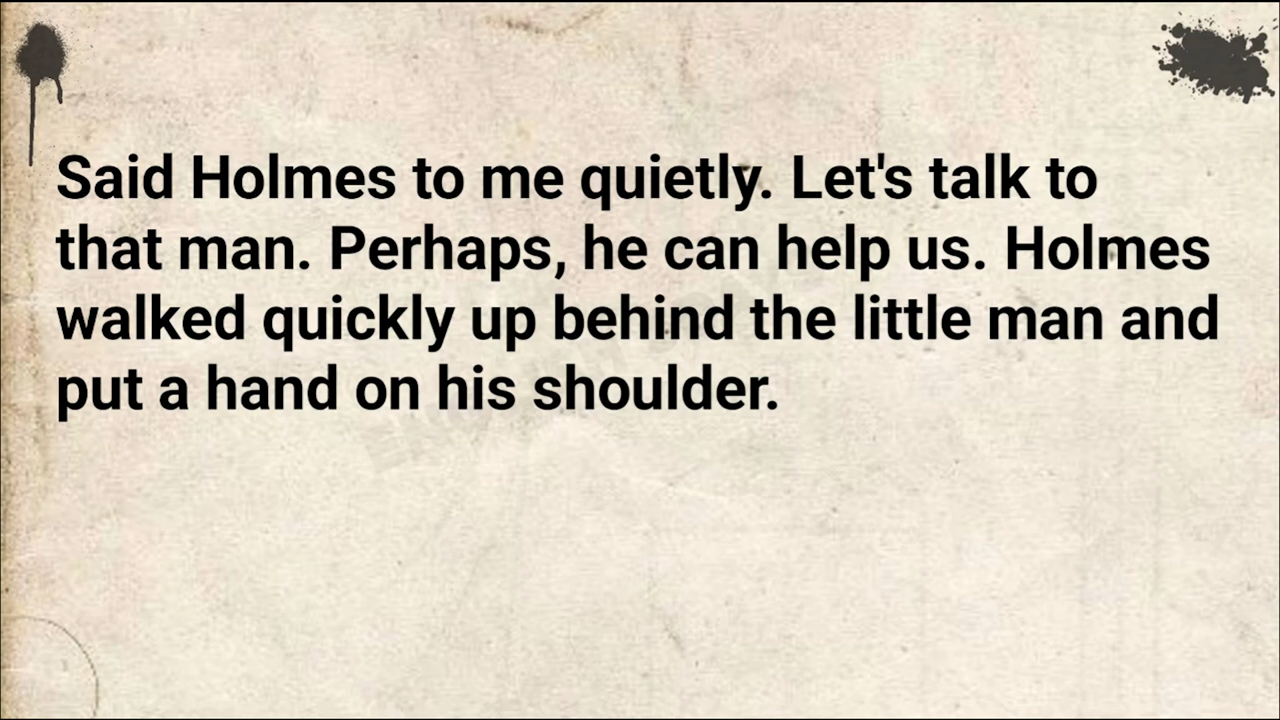 Said Holmes to me quietly. Let's talk to
that man. Perhaps, he can help us. Holmes
walked quickly up behind the little man and
put a hand on his shoulder.